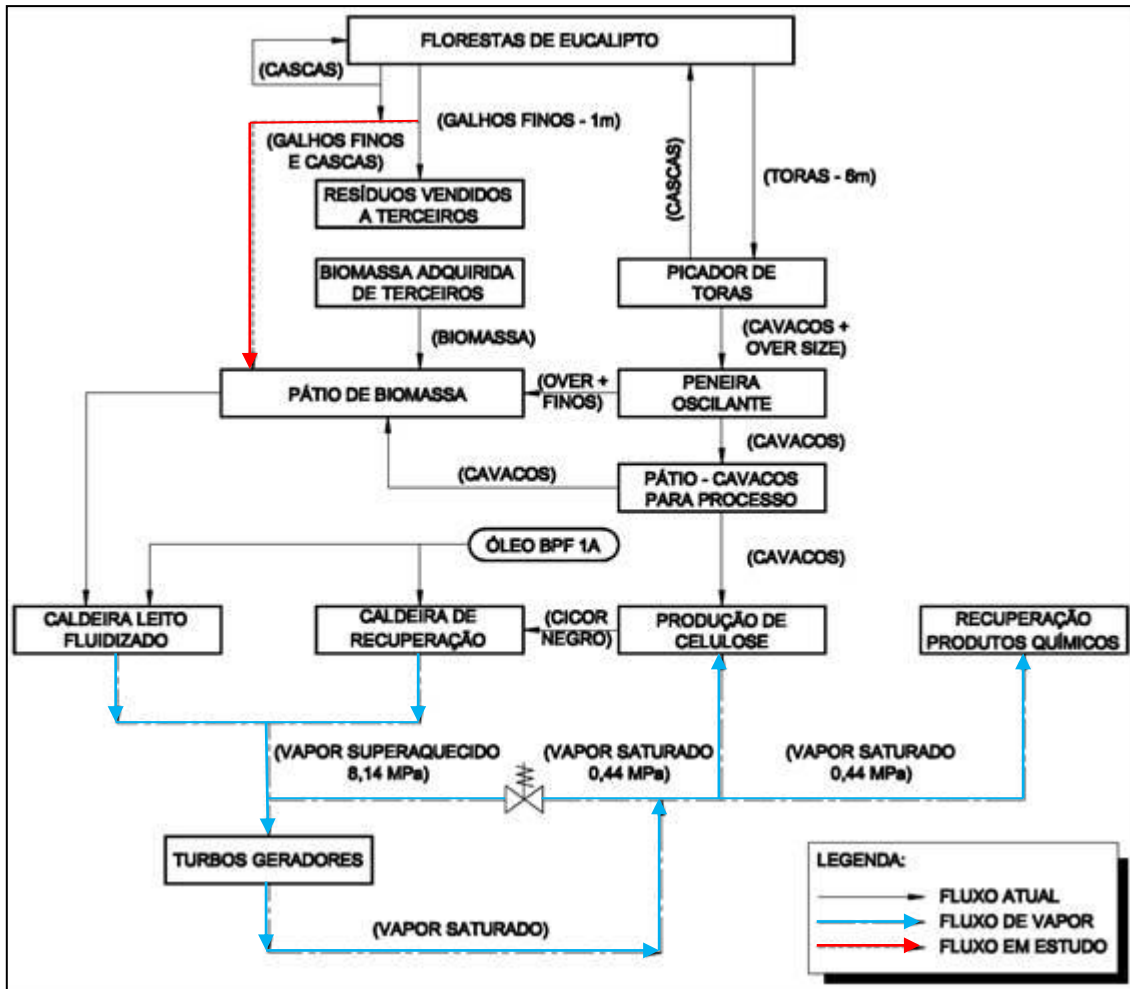 FLORESTAS DE EUCALIPTO
(CASCAS)
(GALHOS FINOS - 1m)
(GALHOS FINOS
E CASCAS)
(CASCAS)
(TORAS - 6m)
RESÍDUOS VENDIDOS
A TERCEIROS
BIOMASSA ADQUIRIDA
DE TERCEIROS
PICADOR DE
TORAS
(BIOMASSA)
(CAVACOS +
OVER SIZE)
PÁTIO DE BIOMASSA
(OVER +
FINOS)
PENEIRA
OSCILANTE
(CAVACOS)
(CAVACOS)
PÁTIO - CAVACOS
PARA PROCESSO
ÓLEO BPF 1A
(CAVACOS)
CALDEIRA LEITO
FLUIDIZADO
CALDEIRA DE
RECUPERAÇÃO
(CICOR
NEGRO)
PRODUÇÃO DE
CELULOSE
RECUPERAÇÃO
PRODUTOS QUÍMICOS
(VAPOR SUPERAQUECIDO
8,14 MPa)
(VAPOR SATURADO
0,44 MPa)
(VAPOR SATURADO
0,44 MPa)
TURBOS GERADORES
(VAPOR SATURADO)
LEGENDA:
FLUXO ATUAL
FLUXO DE VAPOR
FLUXO EM ESTUDO